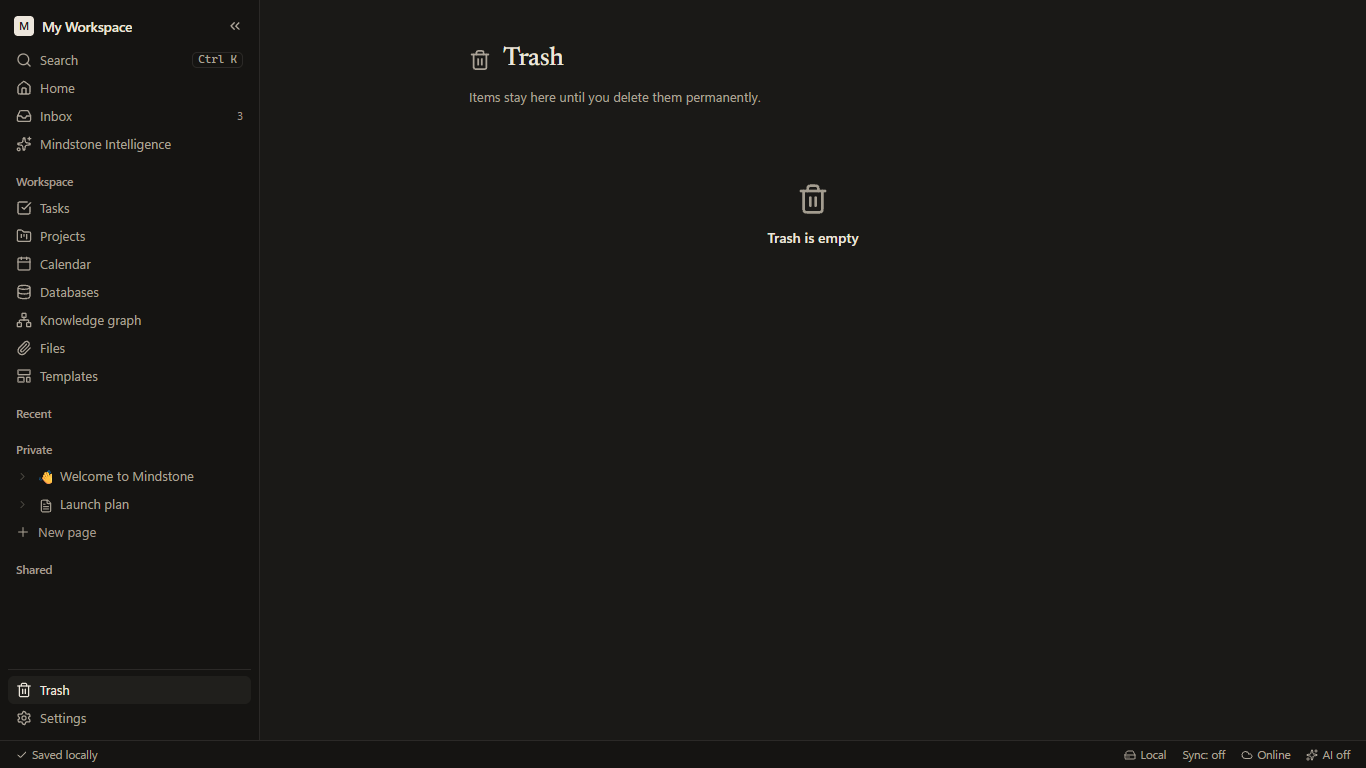 M My Workspace
Search Ctrl K
Home
Inbox 3
Mindstone Intelligence
Workspace
Tasks
Projects
Calendar
Databases
Knowledge graph
Files
Templates
Recent
Private
Welcome to Mindstone
Launch plan
New page
Shared
Trash
Settings
Trash
Items stay here until you delete them permanently.
Trash is empty
Saved locally Local Sync: off Online AI off